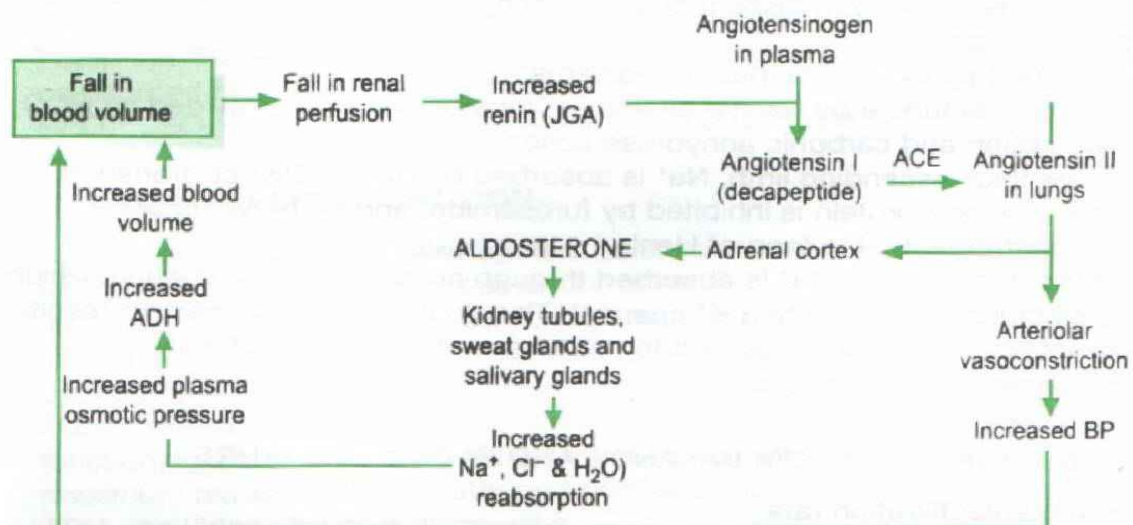 Angiotensinogen
in plasma
Fall in
blood volume
Fall in renal
perfusion
Increased
renin (JGA)
Angiotensin I
(decapeptide)
ACE
Angiotensin II
in lungs
Increased blood
volume
ALDOSTERONE
Adrenal cortex
Increased
ADH
Kidney tubules,
sweat glands and
salivary glands
Arteriolar
vasoconstriction
Increased plasma
osmotic pressure
Increased BP
Increased
Na⁺, Cl⁻ & H₂O)
reabsorption